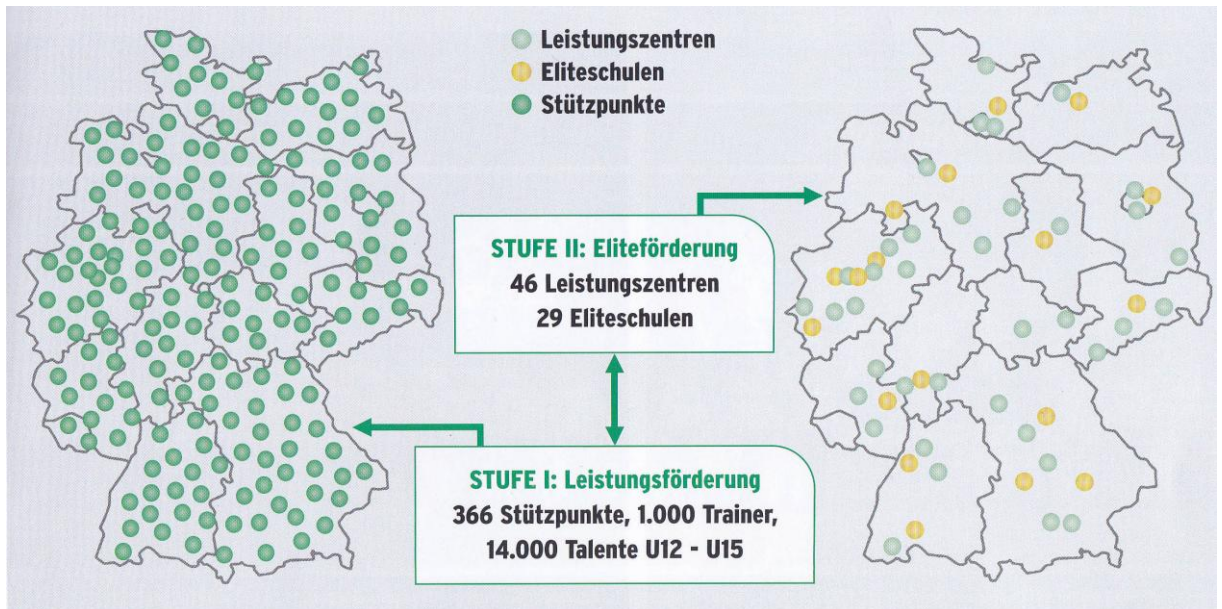 Leistungszentren
Eliteschulen
Stützpunkte
STUFE II: Eliteförderung
46 Leistungszentren
29 Eliteschulen
STUFE I: Leistungsförderung
366 Stützpunkte, 1.000 Trainer,
14.000 Talente U12 - U15